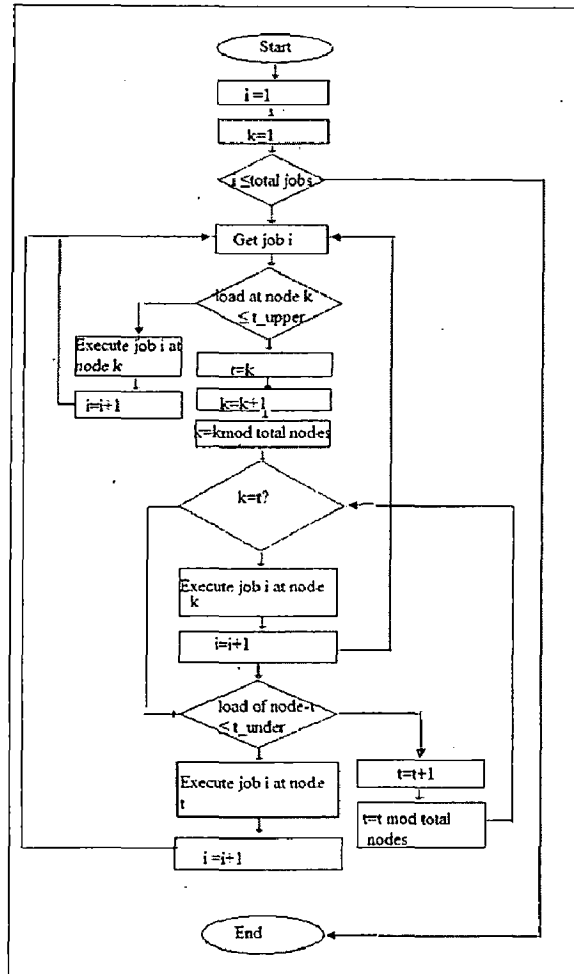 Start
i=1
k=1
i ≤total jobs
Get job i
load at node k
≤ t_upper
Execute job i at
node k
i=i+1
t=k
k=k+1
k=kmod total nodes
k=t?
Execute job i at node
k
i=i+1
load of node-t
≤ t_under
Execute job i at node
t
i=i+1
t=t+1
t=t mod total
nodes
End